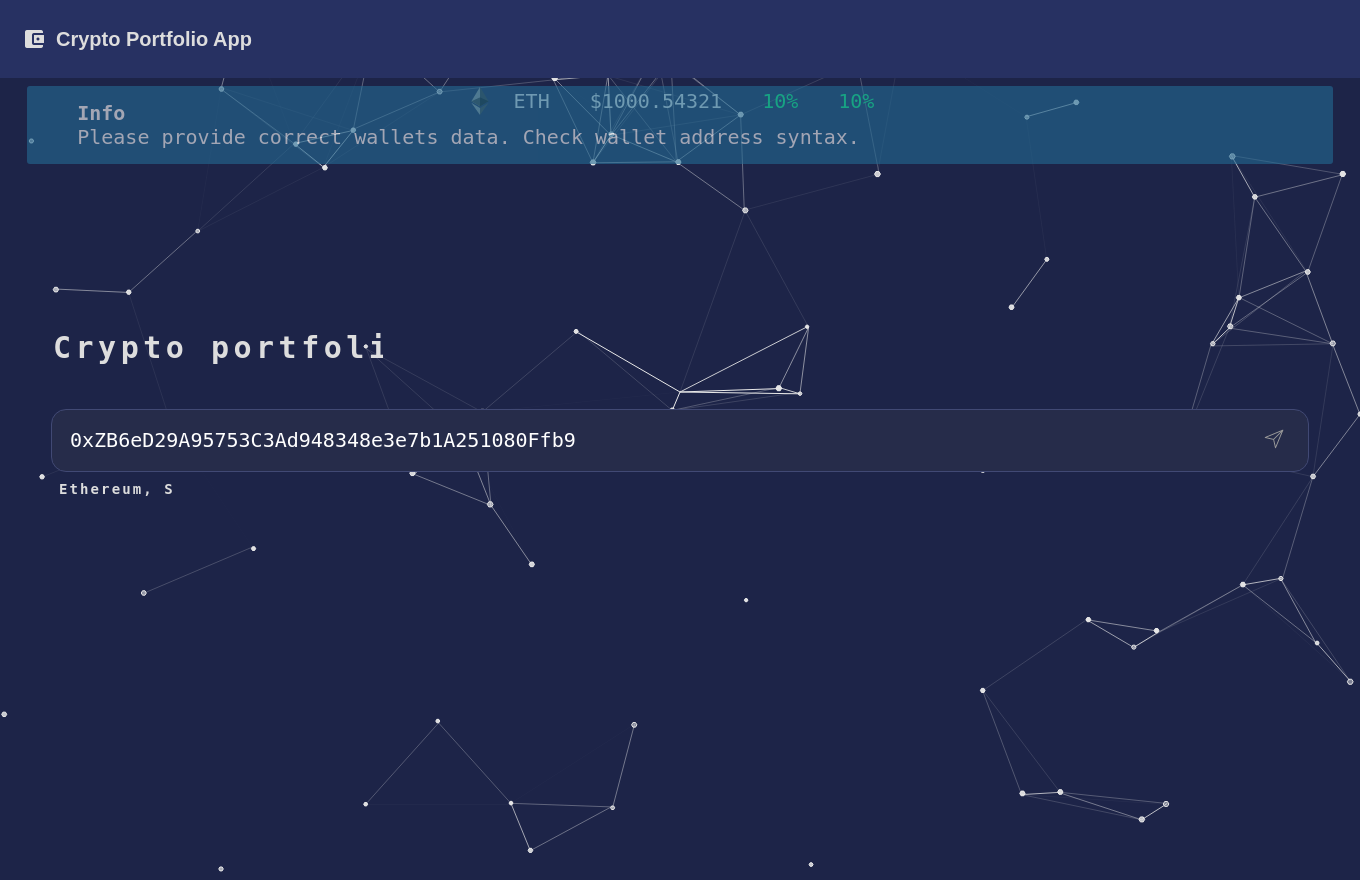 Crypto Portfolio App
ETH $1000.54321 10% 10%
Info
Please provide correct wallets data. Check wallet address syntax.
Crypto portfoli
0xZB6eD29A95753C3Ad948348e3e7b1A251080Ffb9
Ethereum, S